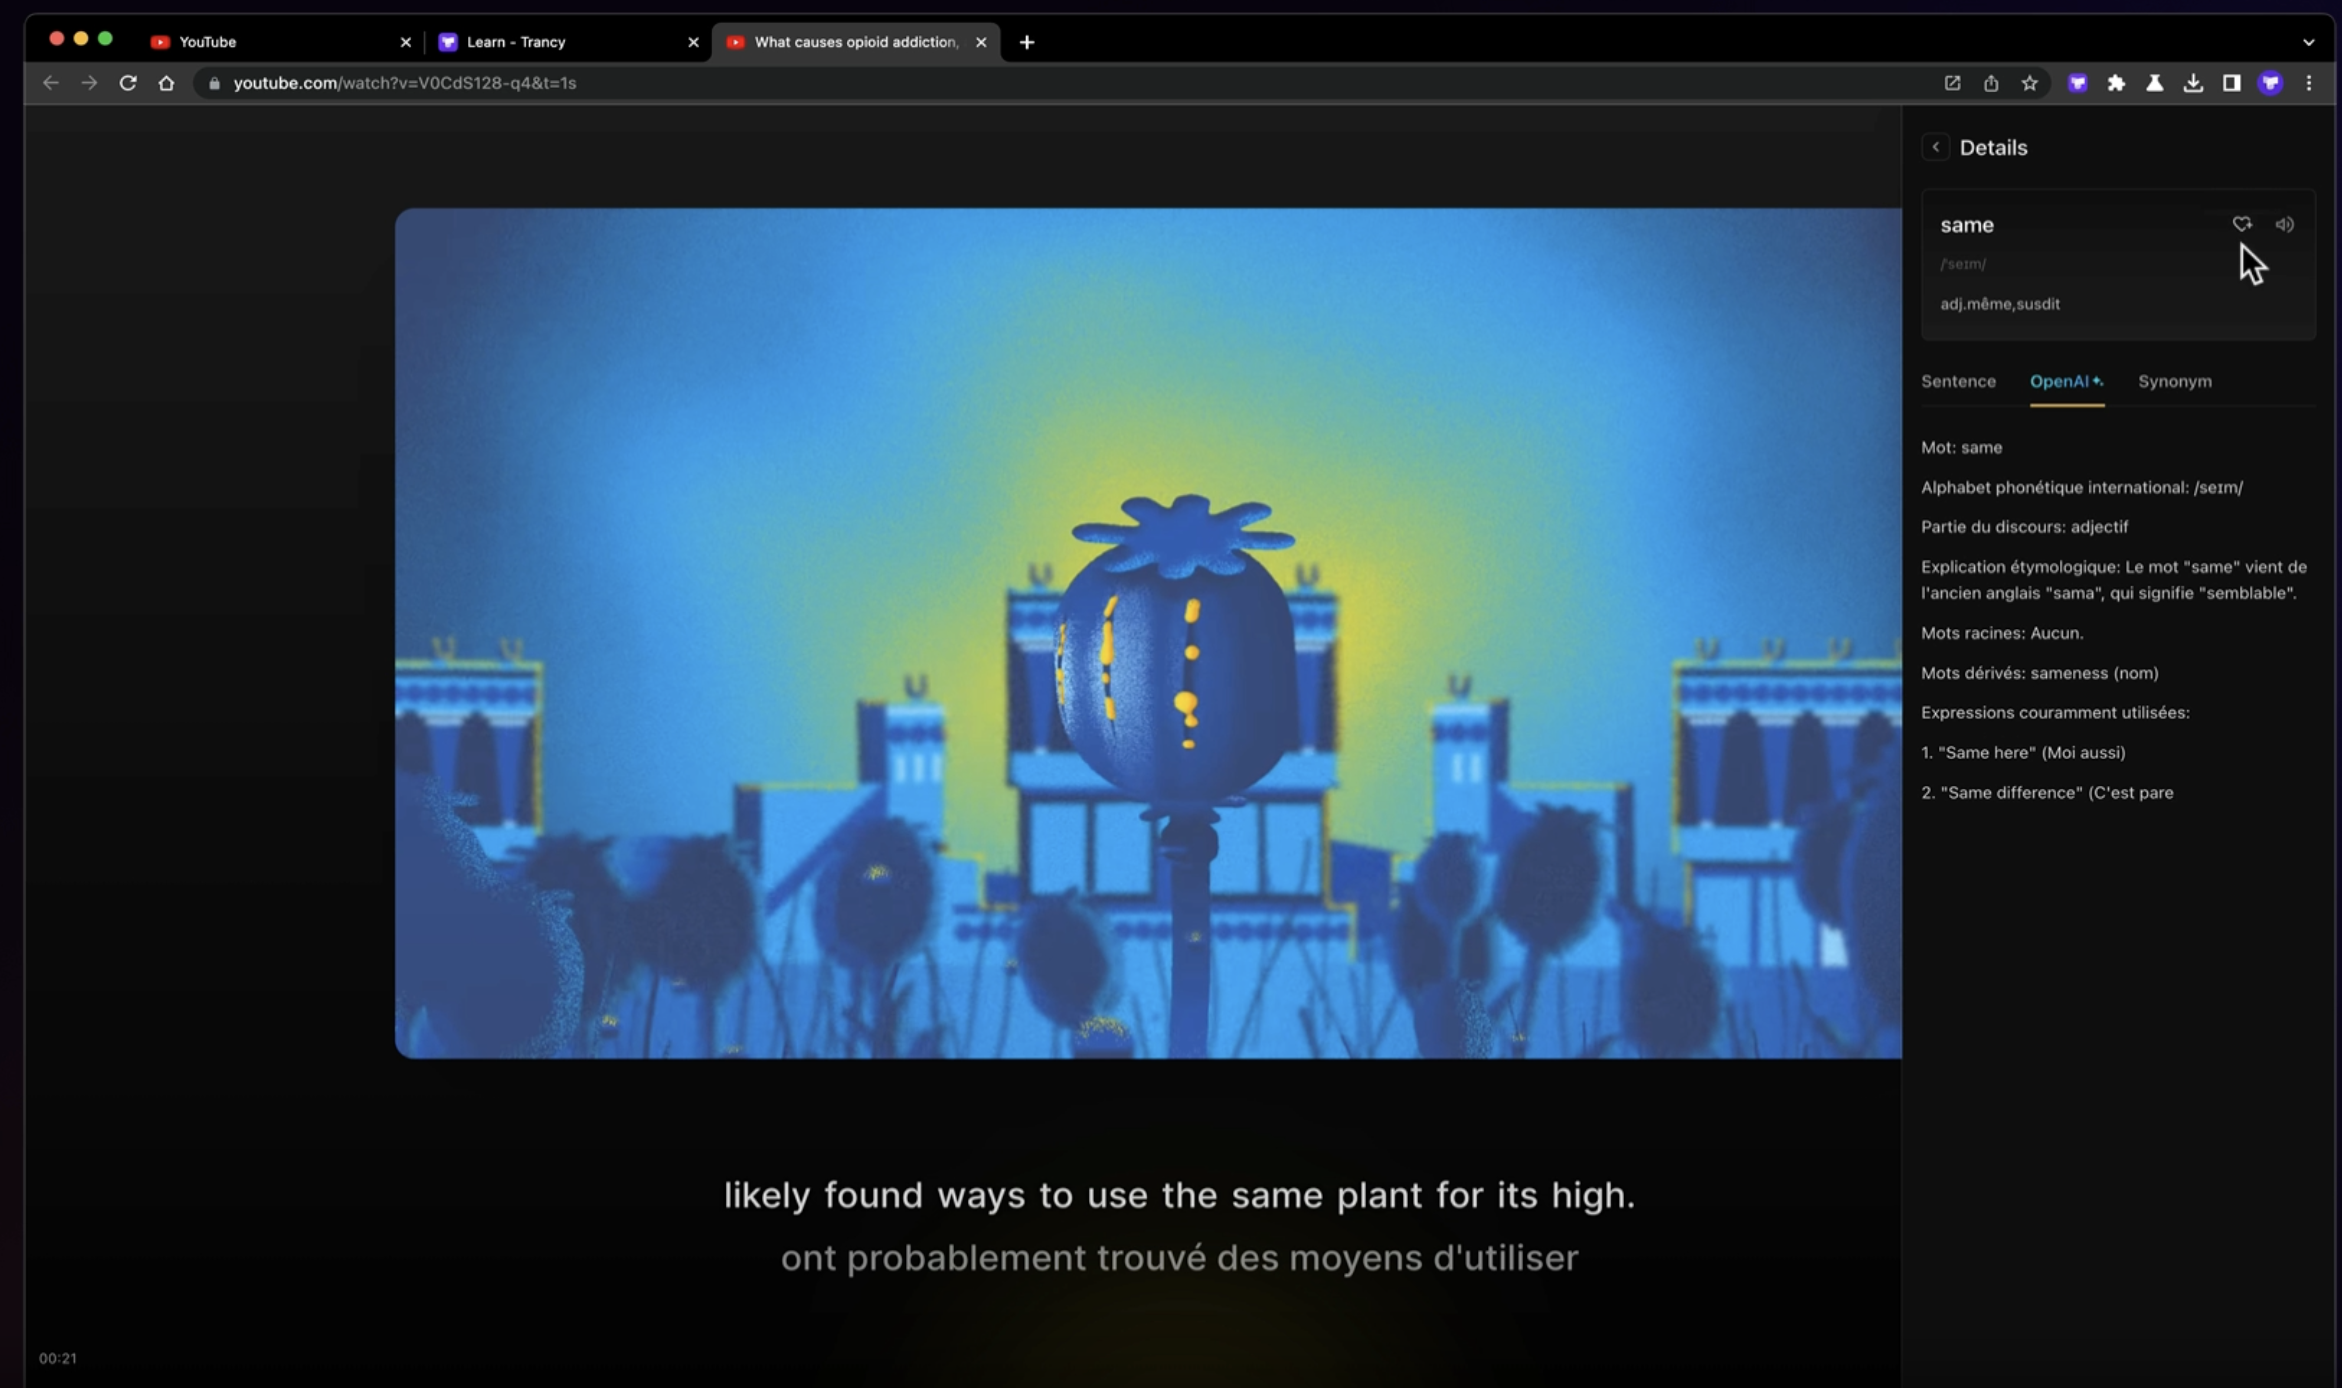 YouTube
Learn - Trancy
What causes opioid addiction,
youtube.com/watch?v=V0CdS128-q4&t=1s
Details
same
/'seɪm/
adj.même,susdit
Sentence OpenAI Synonym
Mot: same
Alphabet phonétique international: /seɪm/
Partie du discours: adjectif
Explication étymologique: Le mot "same" vient de
l'ancien anglais "sama", qui signifie "semblable".
Mots racines: Aucun.
Mots dérivés: sameness (nom)
Expressions couramment utilisées:
1. "Same here" (Moi aussi)
2. "Same difference" (C'est pare
likely found ways to use the same plant for its high.
ont probablement trouvé des moyens d'utiliser
00:21